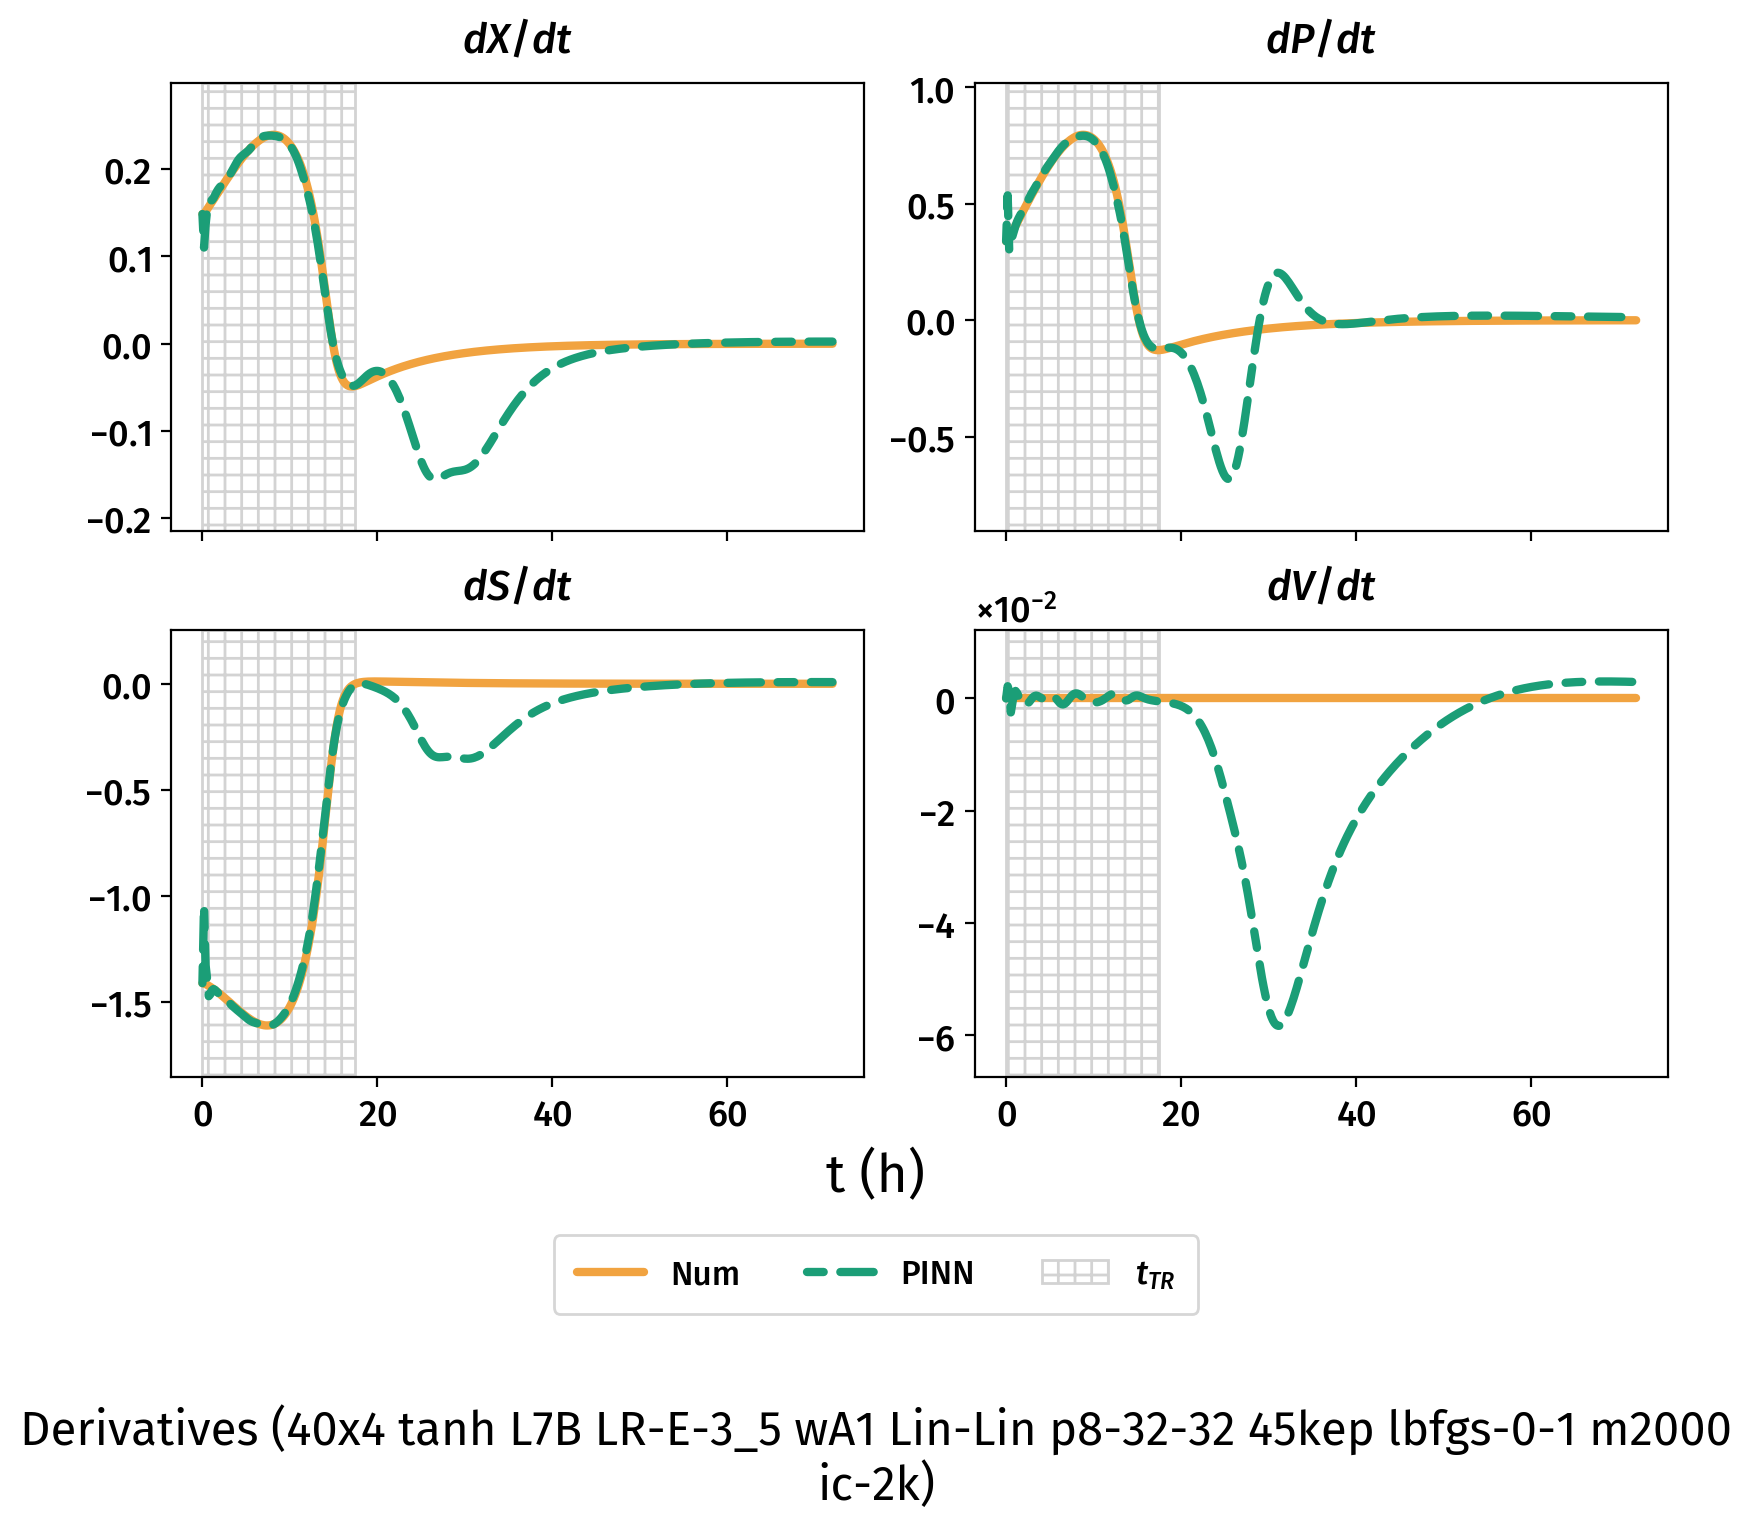 dX/dt
dP/dt
0.2
0.1
0.0
−0.1
−0.2
1.0
0.5
0.0
−0.5
dS/dt
dV/dt
×10⁻²
0.0
−0.5
−1.0
−1.5
0
−2
−4
−6
0 20 40 60
0 20 40 60
t (h)
Num PINN t_TR
Derivatives (40x4 tanh L7B LR-E-3_5 wA1 Lin-Lin p8-32-32 45kep lbfgs-0-1 m2000
ic-2k)